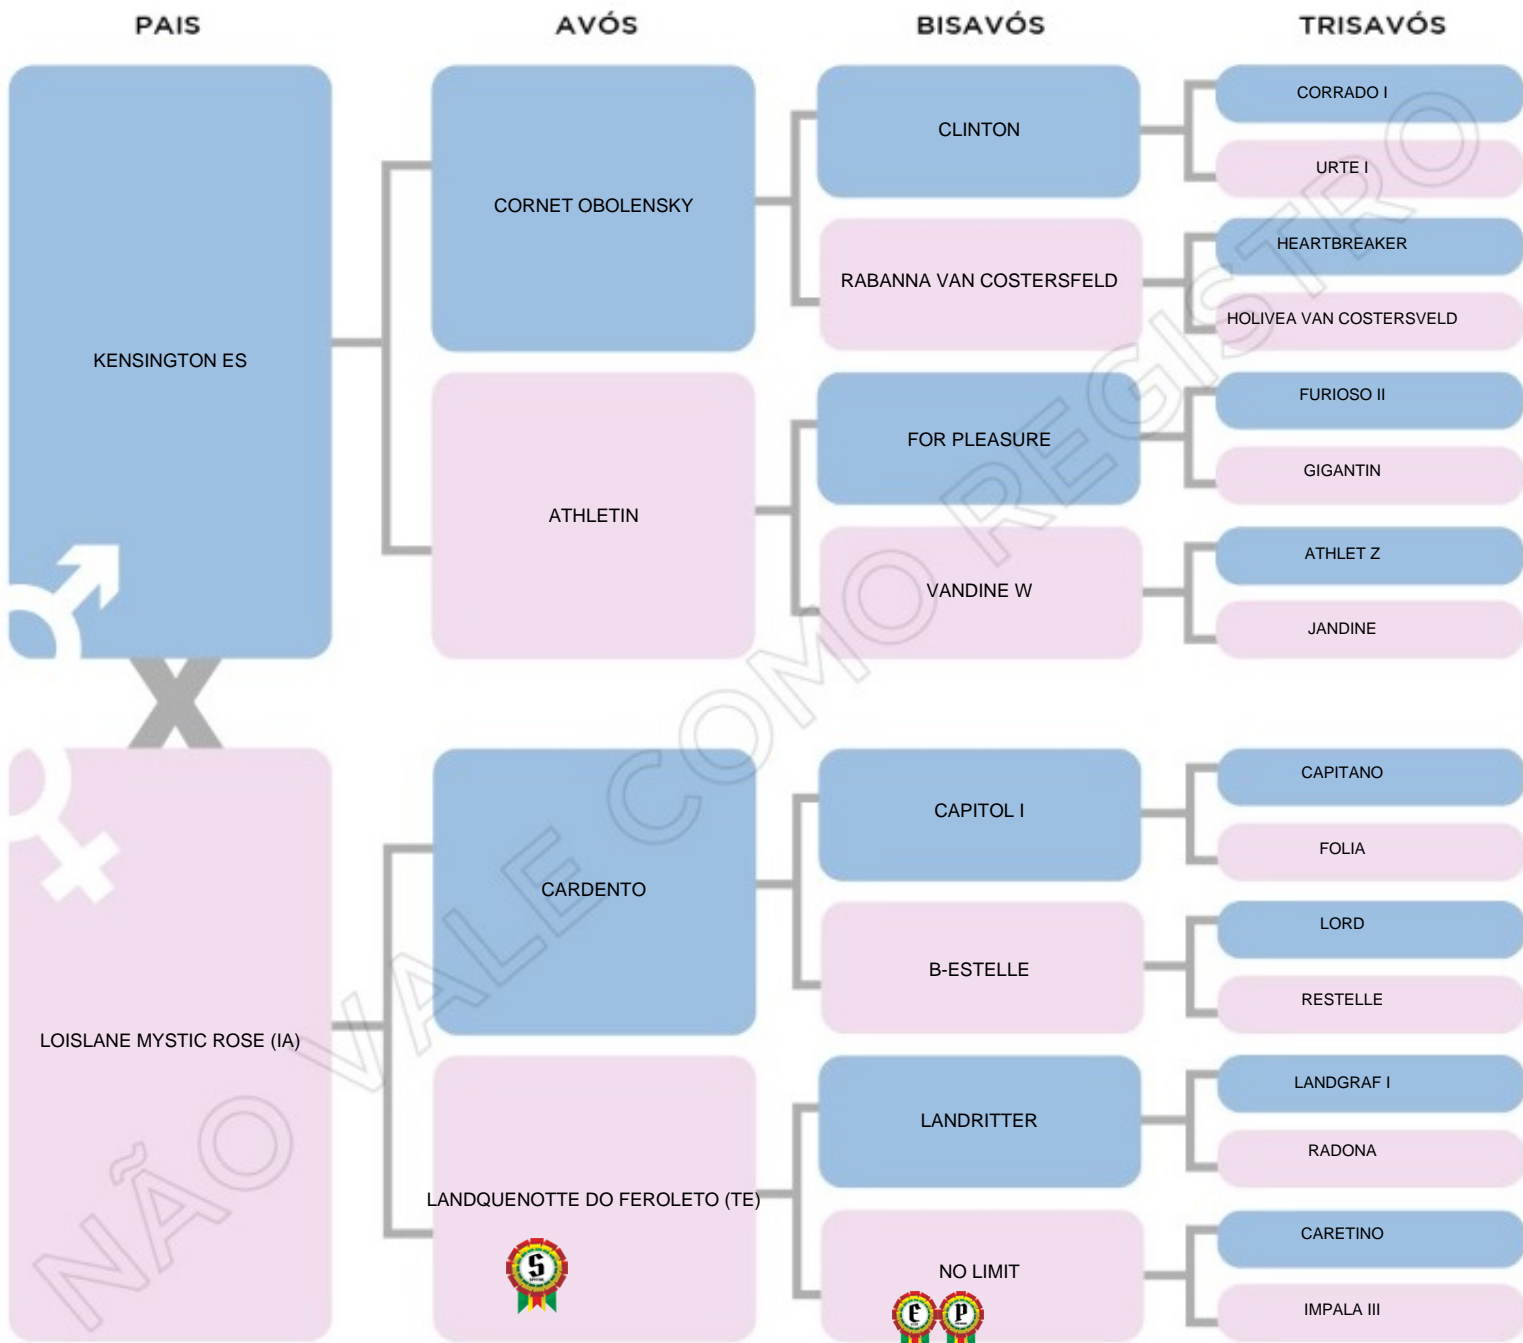 PAIS
AVÓS
BISAVÓS
TRISAVÓS
KENSINGTON ES
CORNET OBOLENSKY
CLINTON
CORRADO I
URTE I
RABANNA VAN COSTERSFELD
HEARTBREAKER
HOLIVEA VAN COSTERSVELD
ATHLETIN
FOR PLEASURE
FURIOSO II
GIGANTIN
VANDINE W
ATHLET Z
JANDINE
X
LOISLANE MYSTIC ROSE (IA)
CARDENTO
CAPITOL I
CAPITANO
FOLIA
B-ESTELLE
LORD
RESTELLE
LANDQUENOTTE DO FEROLETO (TE)
S
LANDRITTER
LANDGRAF I
RADONA
NO LIMIT
E P
CARETINO
IMPALA III
NÃO VALE COMO REGISTRO